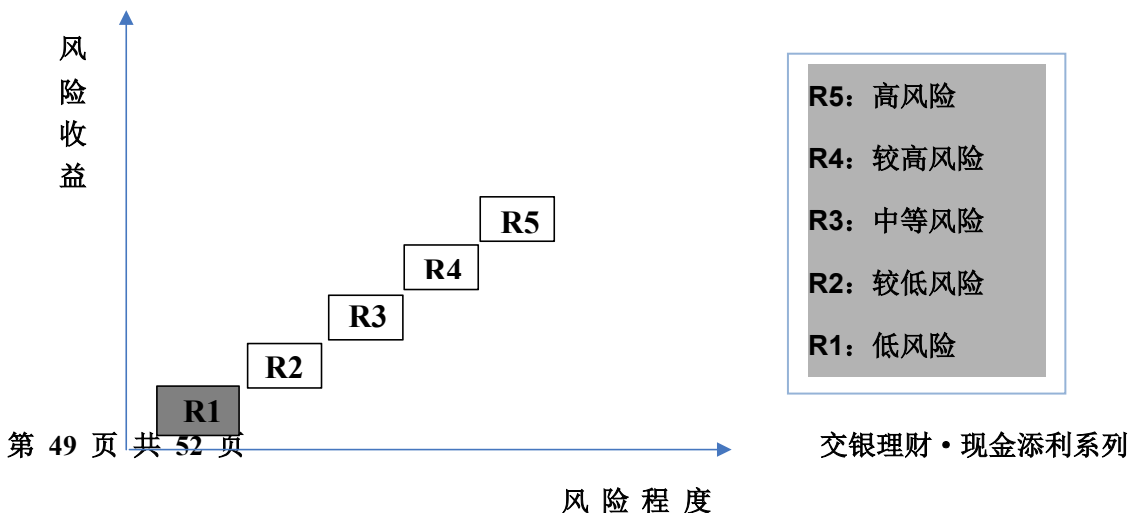 风
险
收
益
R5：高风险
R4：较高风险
R3：中等风险
R2：较低风险
R1：低风险
R5
R4
R3
R2
R1
第 49 页 共 52 页
交银理财·现金添利系列
风 险 程 度